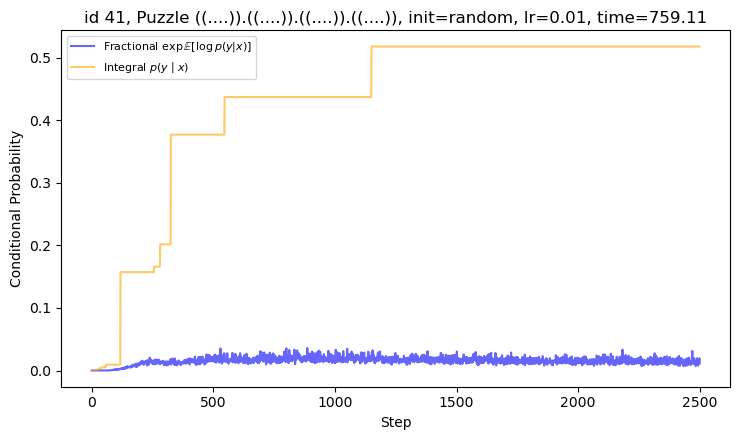 id 41, Puzzle ((....)).((....)).((....)).((....)), init=random, lr=0.01, time=759.11
Fractional exp𝔼[log p(y|x)]
Integral p(y | x)
Conditional Probability
0.5
0.4
0.3
0.2
0.1
0.0
0
500
1000
1500
2000
2500
Step